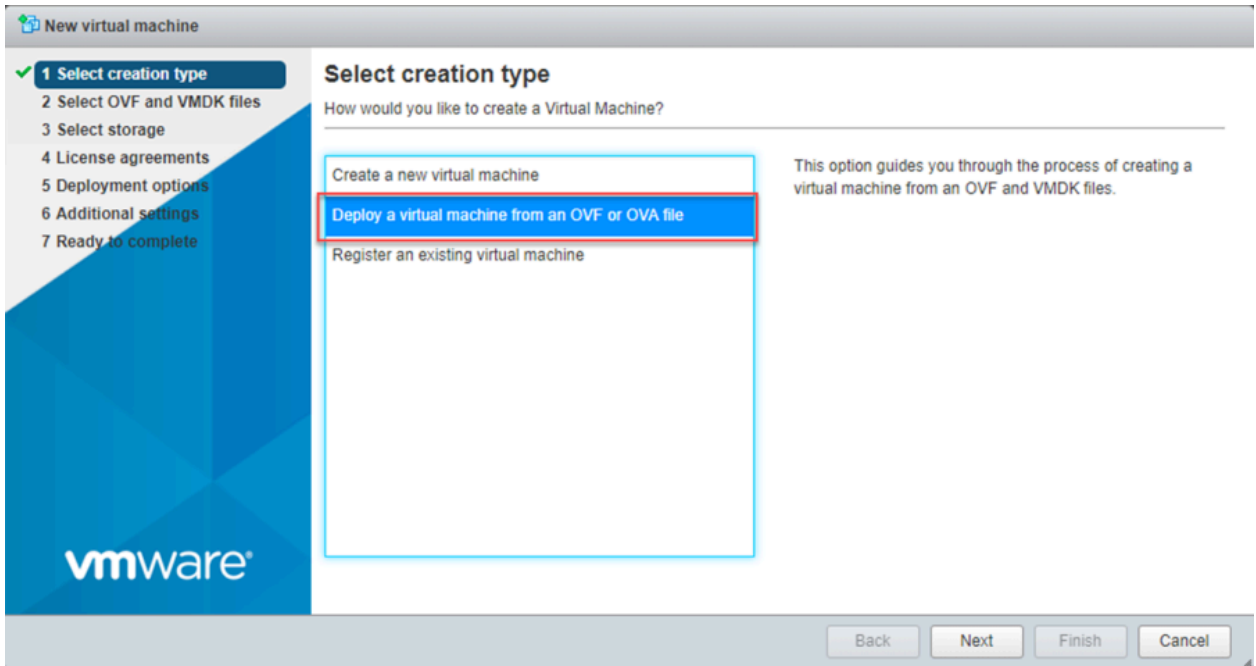 New virtual machine
1 Select creation type
2 Select OVF and VMDK files
3 Select storage
4 License agreements
5 Deployment options
6 Additional settings
7 Ready to complete
vmware®
Select creation type
How would you like to create a Virtual Machine?
Create a new virtual machine
Deploy a virtual machine from an OVF or OVA file
Register an existing virtual machine
This option guides you through the process of creating a
virtual machine from an OVF and VMDK files.
Back
Next
Finish
Cancel